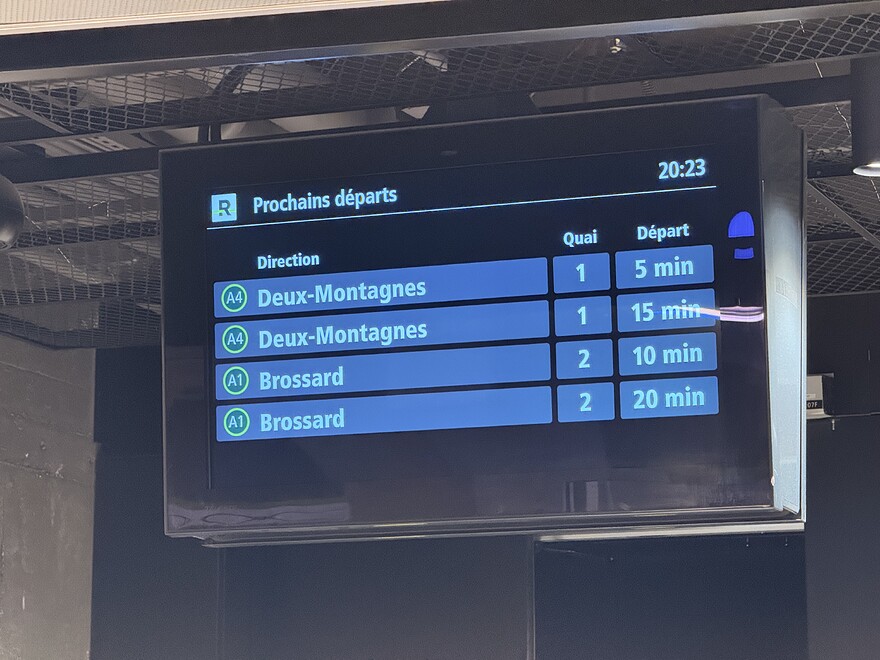 R Prochains départs 20:23
Direction Quai Départ
A4 Deux-Montagnes 1 5 min
A4 Deux-Montagnes 1 15 min
A1 Brossard 2 10 min
A1 Brossard 2 20 min